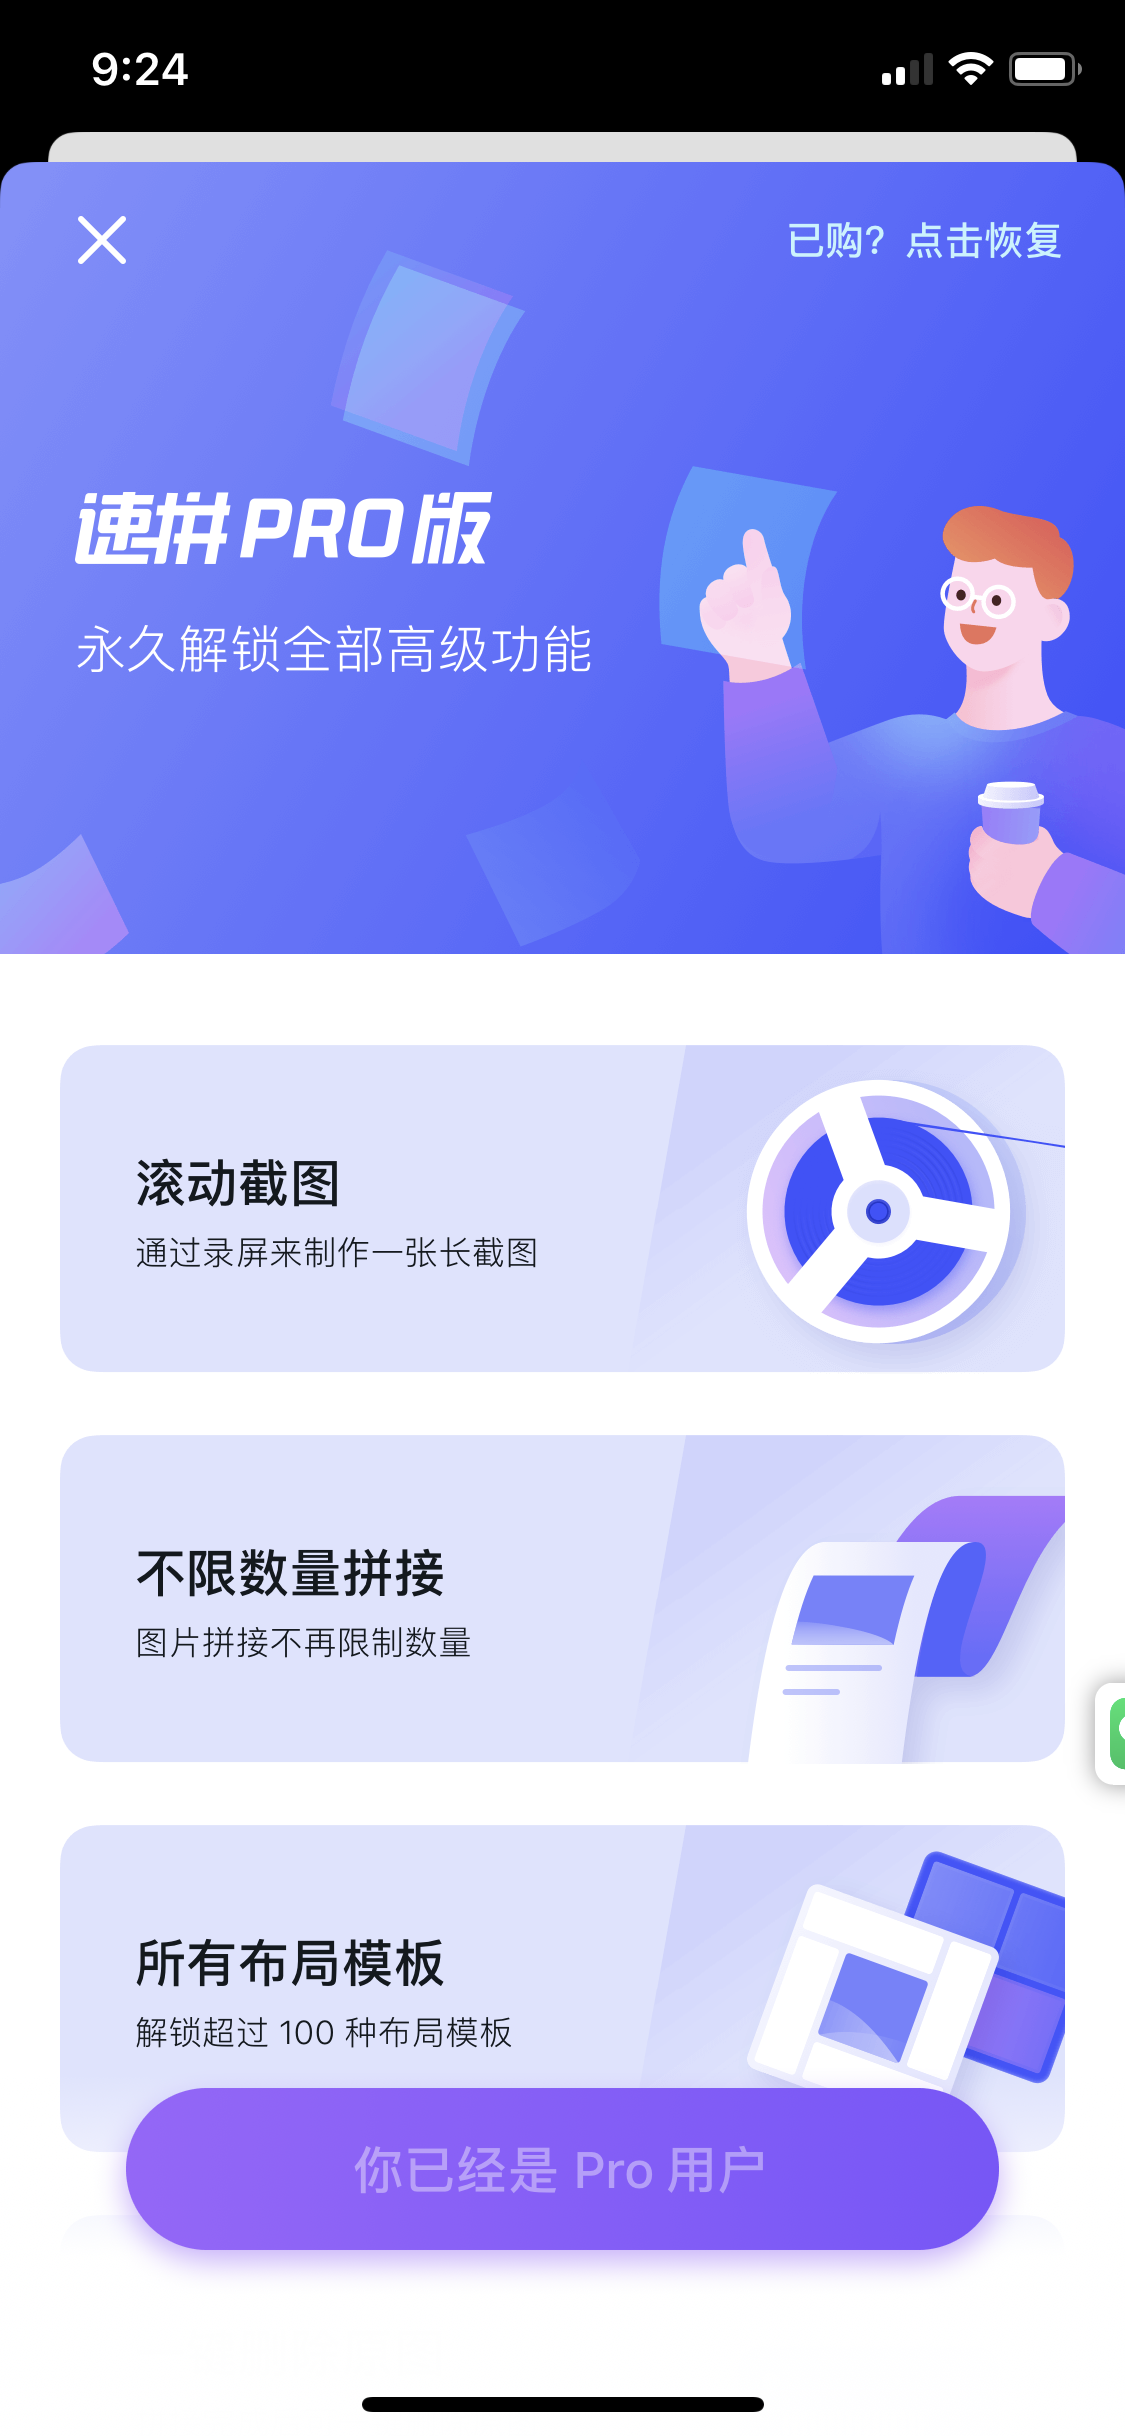 9:24
已购？点击恢复
速拼 PRO 版
永久解锁全部高级功能
滚动截图
通过录屏来制作一张长截图
不限数量拼接
图片拼接不再限制数量
所有布局模板
解锁超过 100 种布局模板
你已经是 Pro 用户